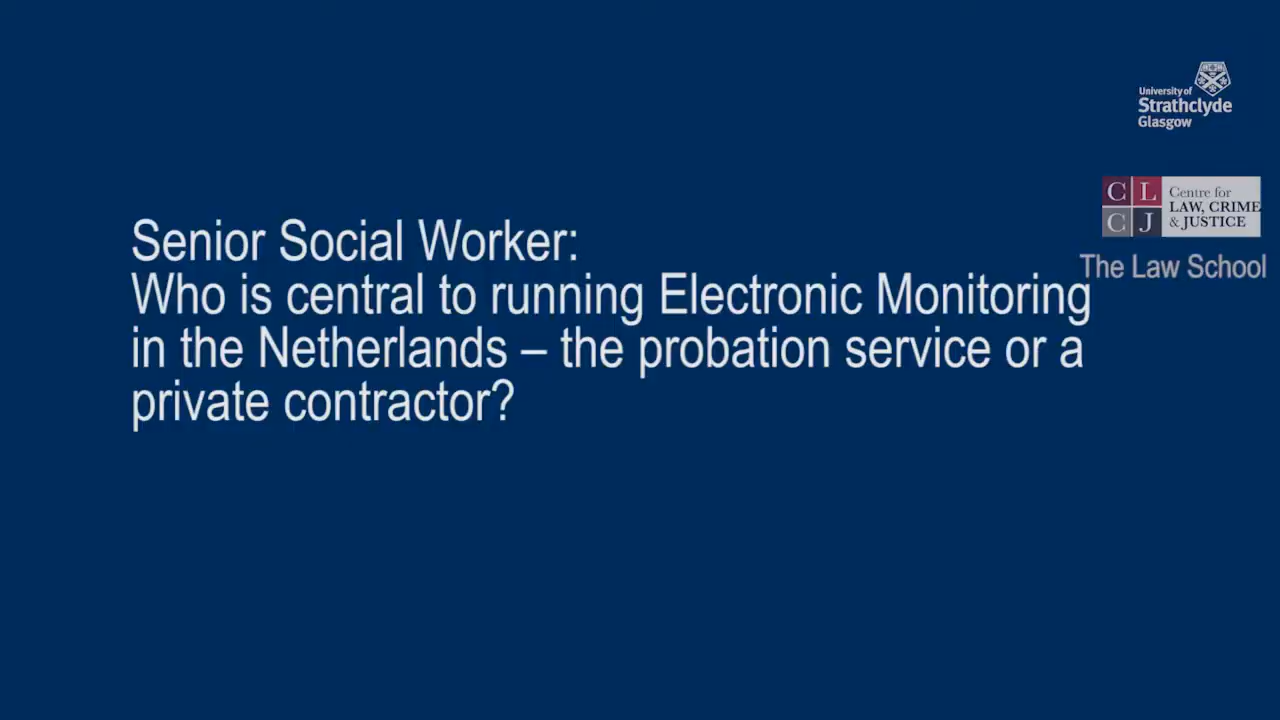 University of
Strathclyde
Glasgow
C L
C J
Centre for
LAW, CRIME
& JUSTICE
The Law School
Senior Social Worker:
Who is central to running Electronic Monitoring
in the Netherlands – the probation service or a
private contractor?